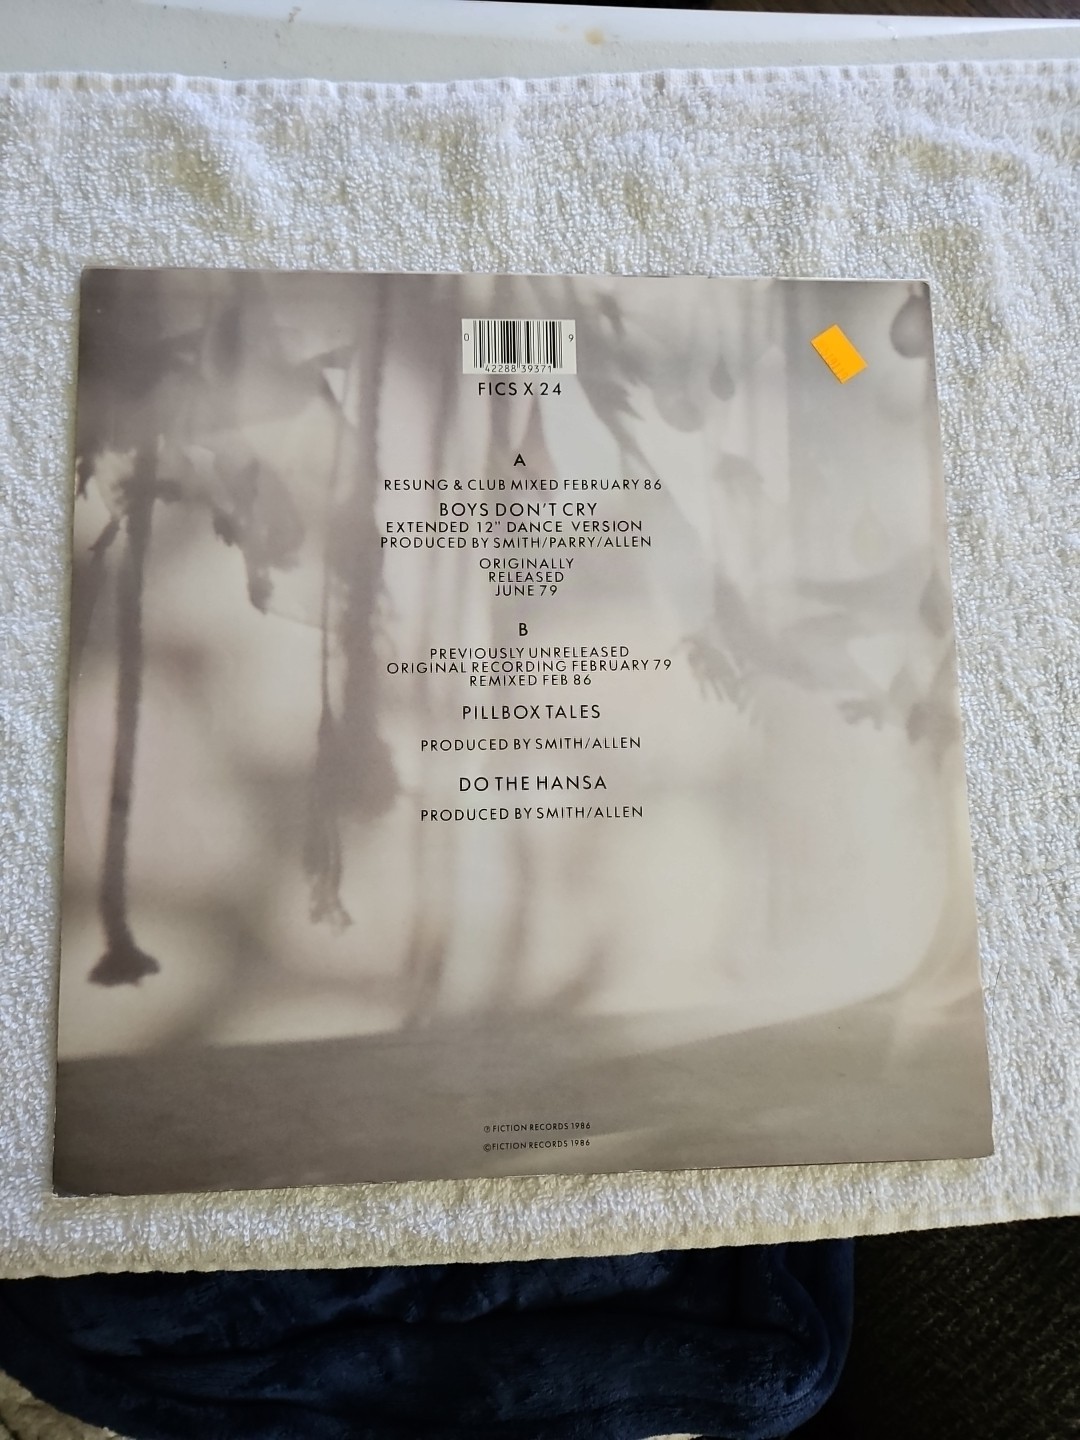 0 42288 39371 9
FICS X 24
A
RESUNG & CLUB MIXED FEBRUARY 86
BOYS DON'T CRY
EXTENDED 12" DANCE VERSION
PRODUCED BY SMITH/PARRY/ALLEN
ORIGINALLY
RELEASED
JUNE 79
B
PREVIOUSLY UNRELEASED
ORIGINAL RECORDING FEBRUARY 79
REMIXED FEB 86
PILLBOX TALES
PRODUCED BY SMITH/ALLEN
DO THE HANSA
PRODUCED BY SMITH/ALLEN
℗ FICTION RECORDS 1986
© FICTION RECORDS 1986